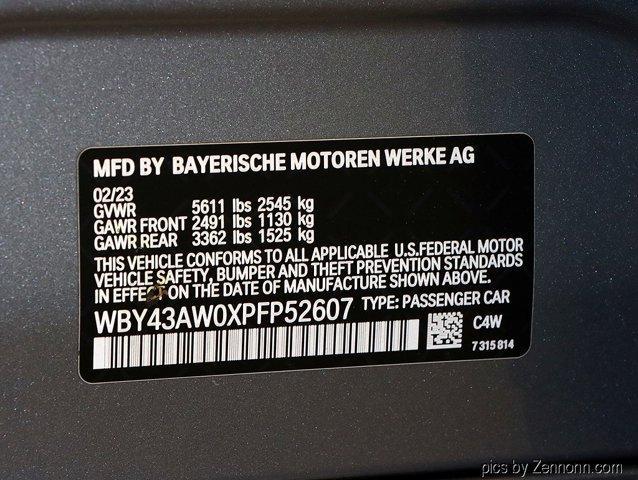 MFD BY BAYERISCHE MOTOREN WERKE AG
02/23
GVWR 5611 lbs 2545 kg
GAWR FRONT 2491 lbs 1130 kg
GAWR REAR 3362 lbs 1525 kg
THIS VEHICLE CONFORMS TO ALL APPLICABLE U.S.FEDERAL MOTOR
VEHICLE SAFETY, BUMPER AND THEFT PREVENTION STANDARDS
IN EFFECT ON THE DATE OF MANUFACTURE SHOWN ABOVE.
WBY43AW0XPFP52607 TYPE: PASSENGER CAR
C4W
7 315 814
pics by Zennonn.com